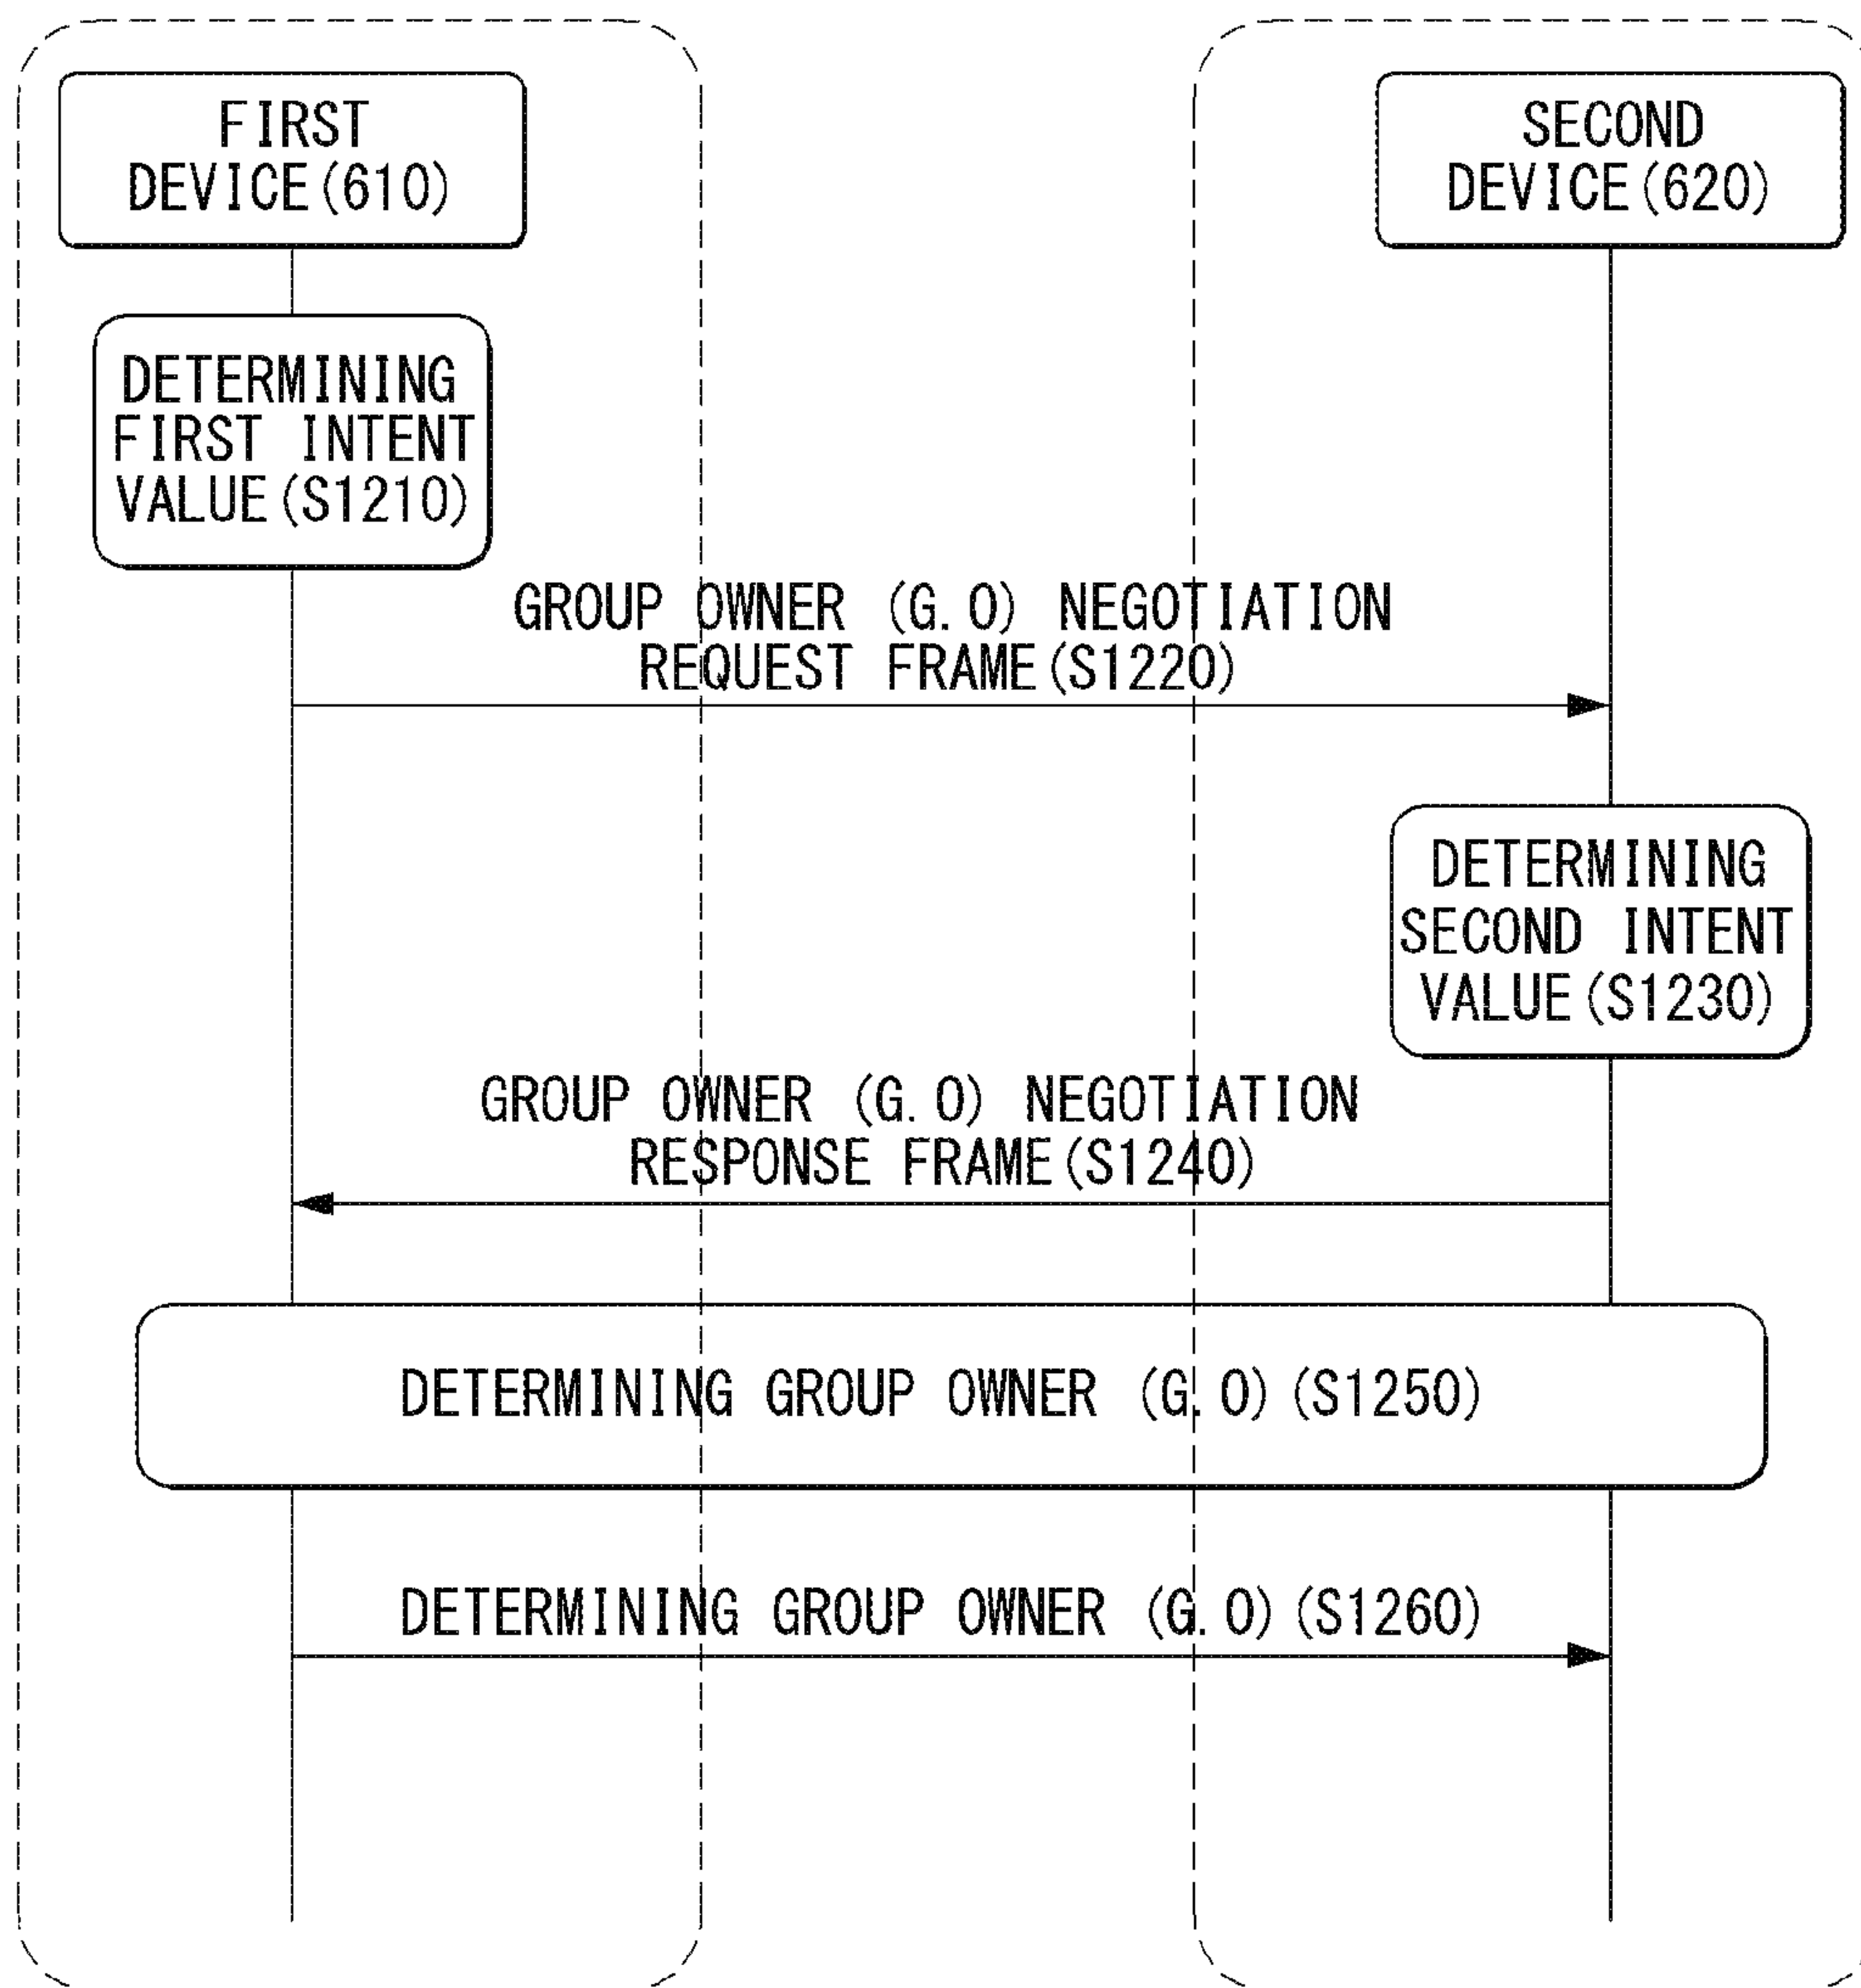 FIRST
DEVICE(610)
SECOND
DEVICE(620)
DETERMINING
FIRST INTENT
VALUE(S1210)
GROUP OWNER (G.O) NEGOTIATION
REQUEST FRAME(S1220)
DETERMINING
SECOND INTENT
VALUE(S1230)
GROUP OWNER (G.O) NEGOTIATION
RESPONSE FRAME(S1240)
DETERMINING GROUP OWNER (G.O)(S1250)
DETERMINING GROUP OWNER (G.O)(S1260)